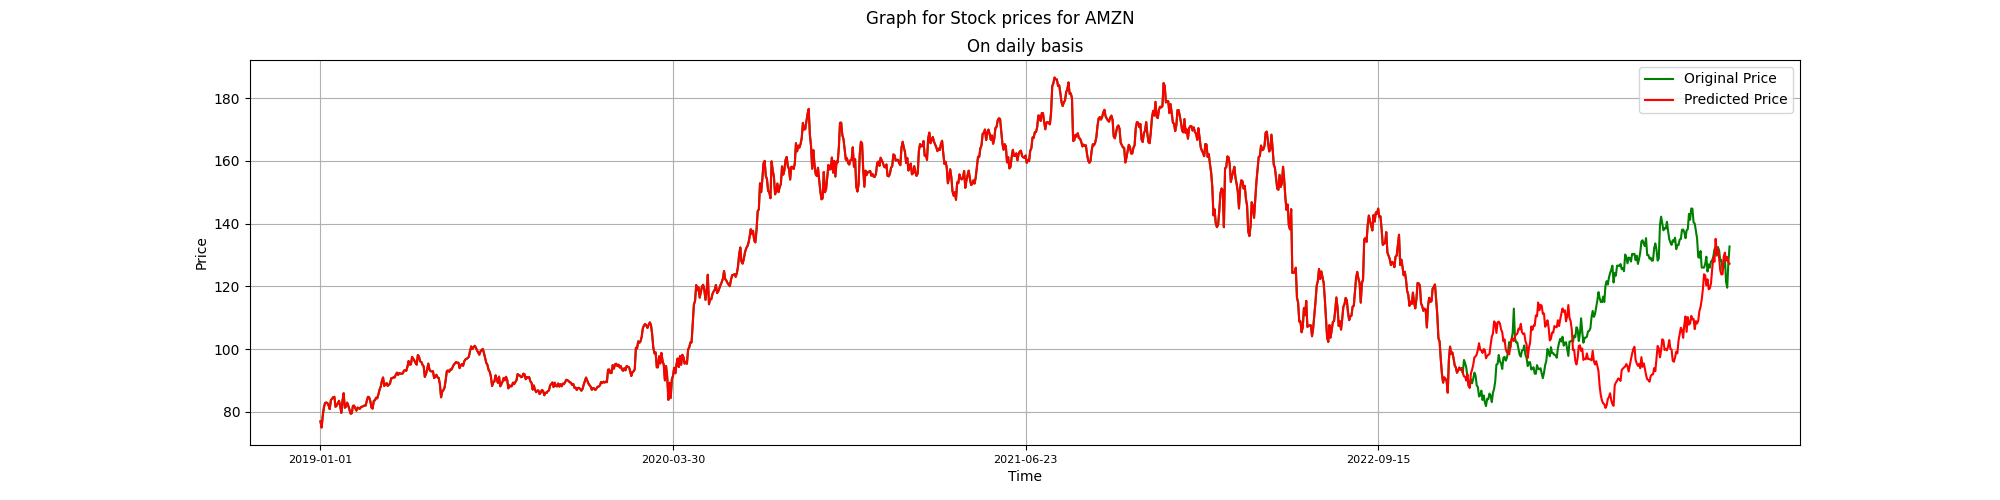 Graph for Stock prices for AMZN
On daily basis
Original Price
Predicted Price
Price
180
160
140
120
100
80
2019-01-01
2020-03-30
2021-06-23
2022-09-15
Time